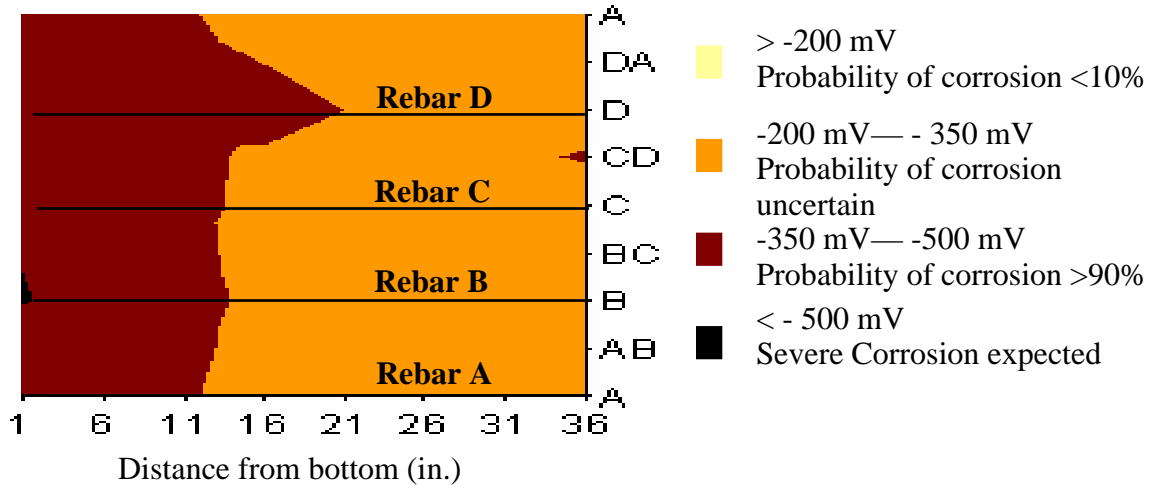 A
DA
Rebar D
D
CD
Rebar C
C
BC
Rebar B
B
AB
Rebar A
A
1 6 11 16 21 26 31 36
Distance from bottom (in.)
> -200 mV
Probability of corrosion <10%
-200 mV— - 350 mV
Probability of corrosion
uncertain
-350 mV— -500 mV
Probability of corrosion >90%
< - 500 mV
Severe Corrosion expected